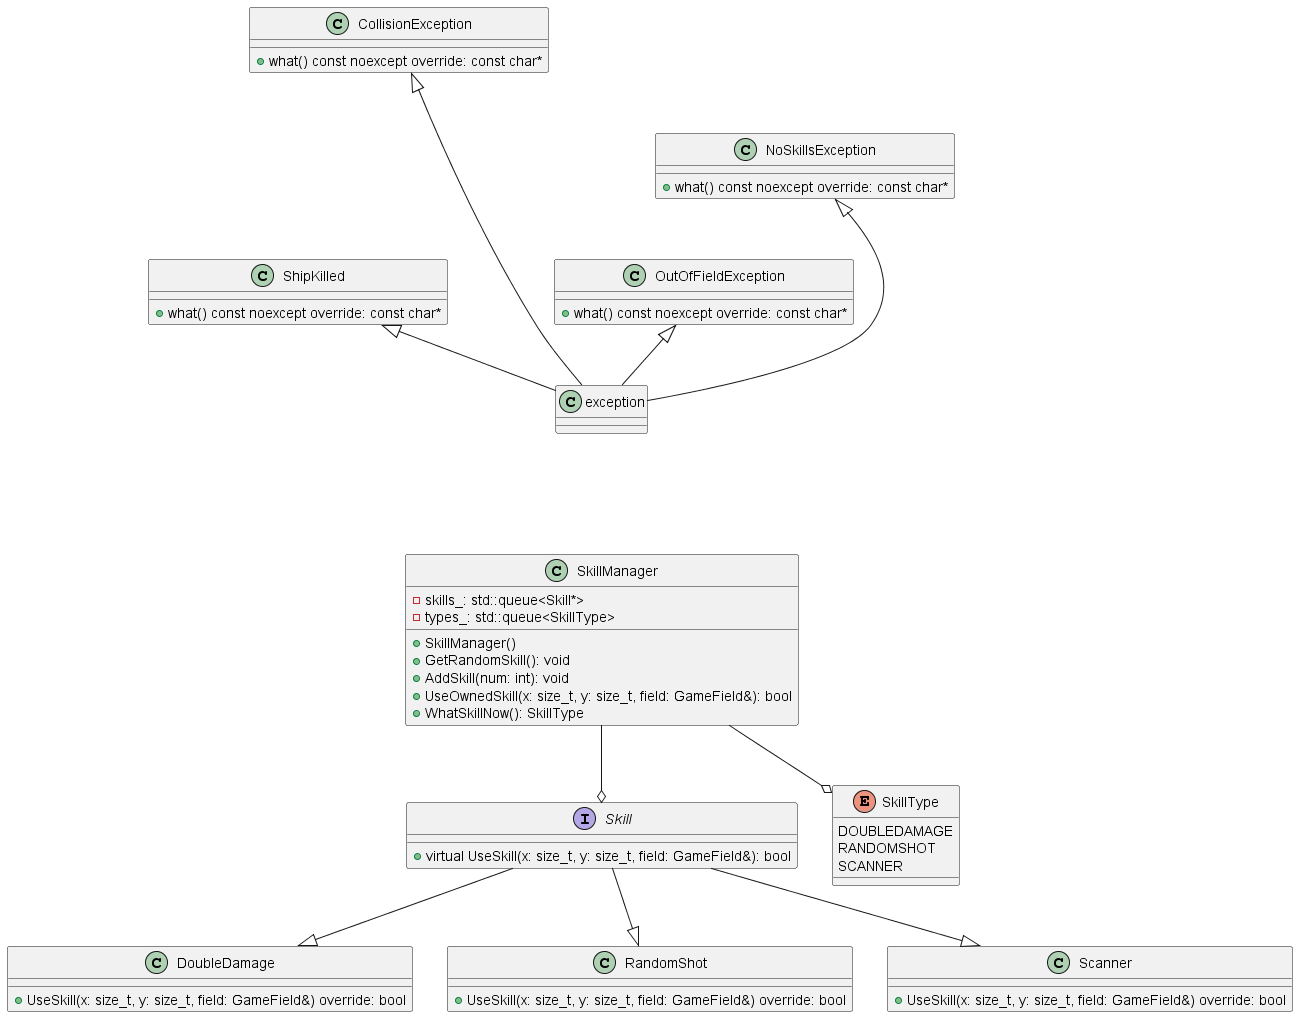 C CollisionException
what() const noexcept override: const char*
C NoSkillsException
what() const noexcept override: const char*
C ShipKilled
what() const noexcept override: const char*
C OutOfFieldException
what() const noexcept override: const char*
C exception
C SkillManager
skills_: std::queue<Skill*>
types_: std::queue<SkillType>
SkillManager()
GetRandomSkill(): void
AddSkill(num: int): void
UseOwnedSkill(x: size_t, y: size_t, field: GameField&): bool
WhatSkillNow(): SkillType
I Skill
virtual UseSkill(x: size_t, y: size_t, field: GameField&): bool
E SkillType
DOUBLEDAMAGE
RANDOMSHOT
SCANNER
C DoubleDamage
UseSkill(x: size_t, y: size_t, field: GameField&) override: bool
C RandomShot
UseSkill(x: size_t, y: size_t, field: GameField&) override: bool
C Scanner
UseSkill(x: size_t, y: size_t, field: GameField&) override: bool